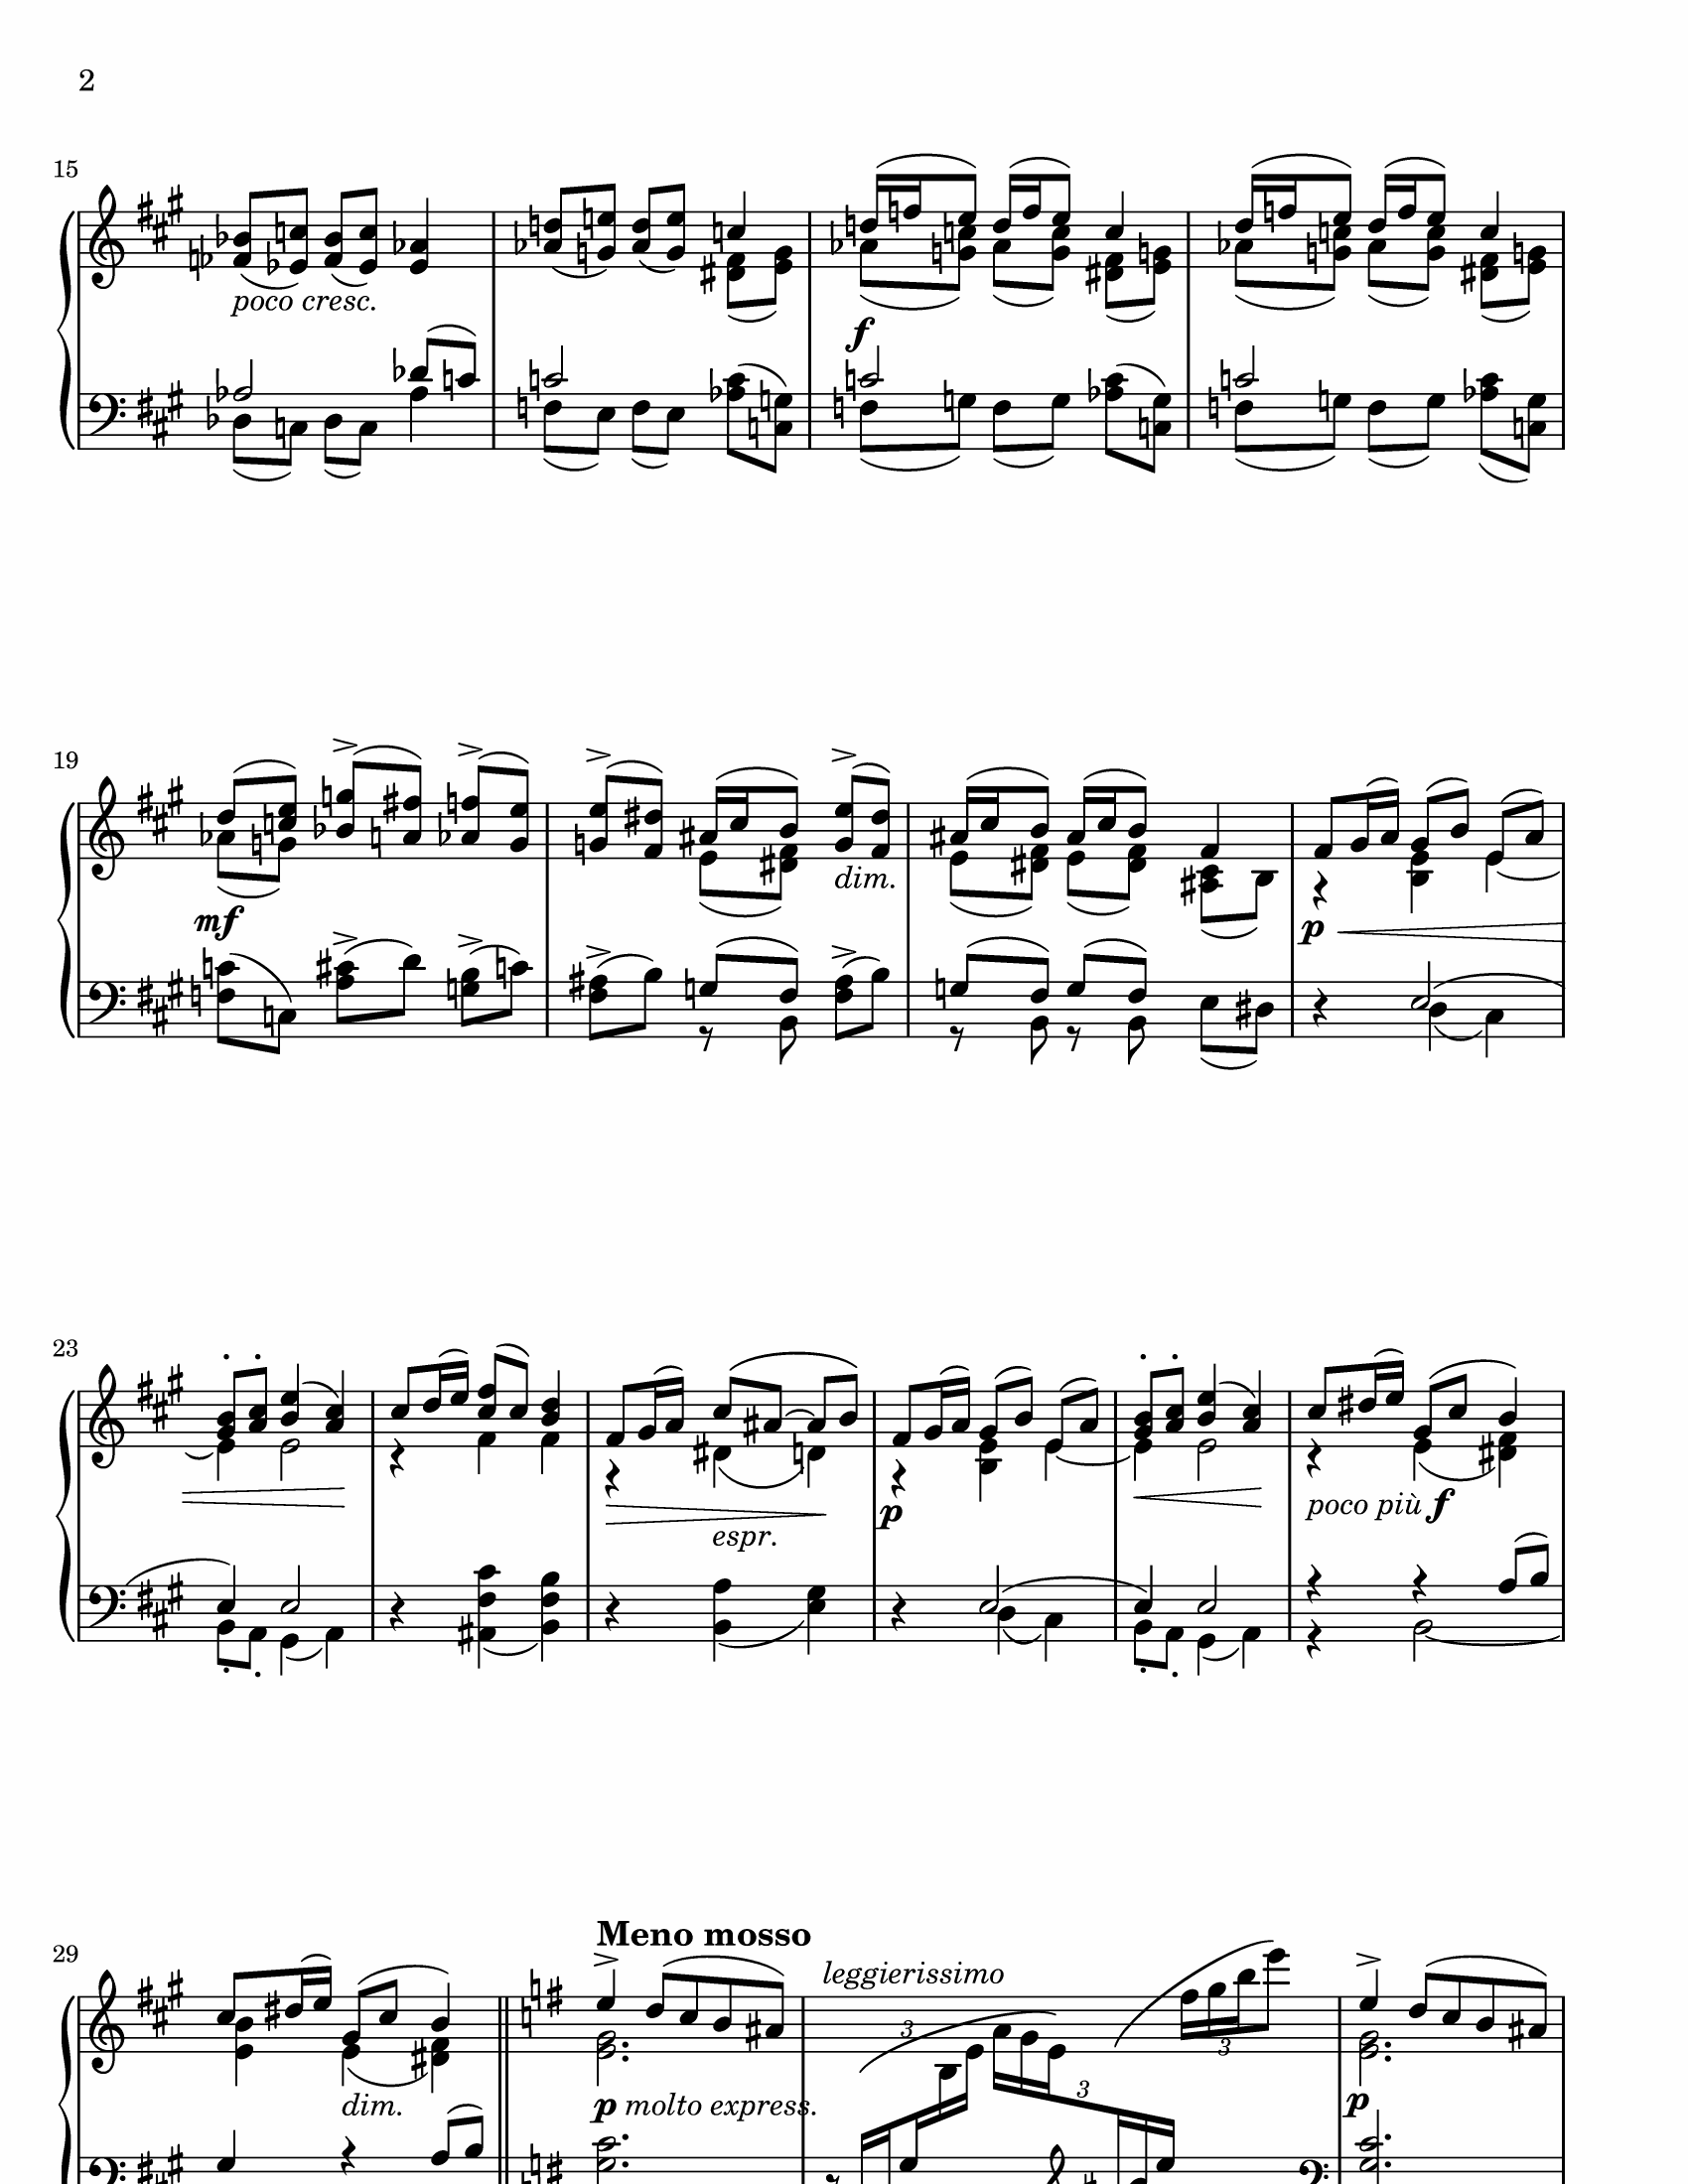 2
15
poco cresc.
f
19
mf
dim.
p
23
espr.
p
poco più f
29
dim.
Meno mosso
p molto express.
leggierissimo
3
3
3
p